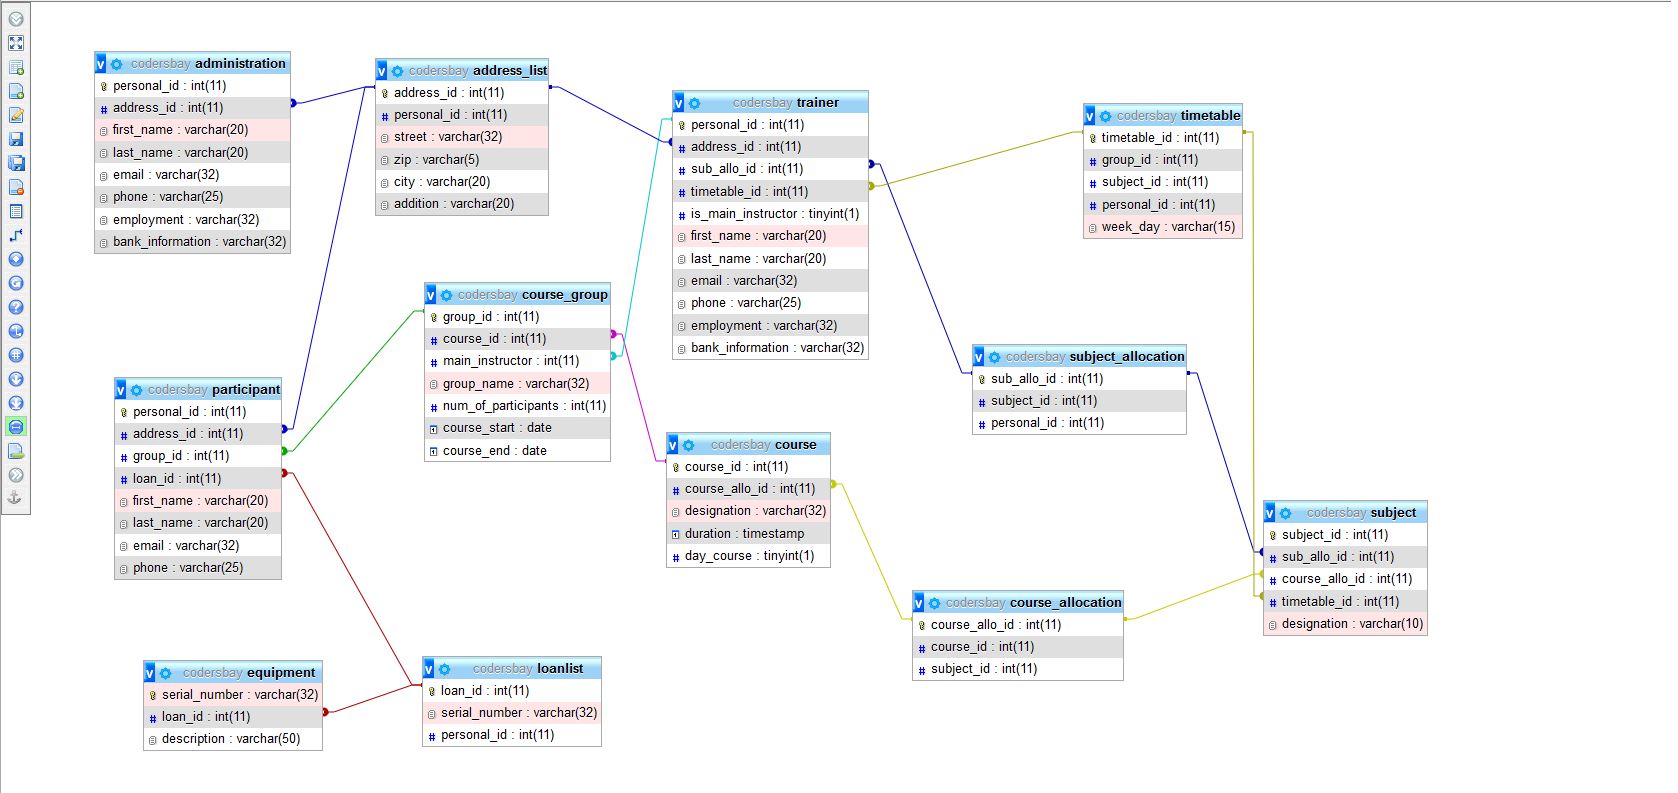 codersbay administration
personal_id : int(11)
address_id : int(11)
first_name : varchar(20)
last_name : varchar(20)
email : varchar(32)
phone : varchar(25)
employment : varchar(32)
bank_information : varchar(32)
codersbay address_list
address_id : int(11)
personal_id : int(11)
street : varchar(32)
zip : varchar(5)
city : varchar(20)
addition : varchar(20)
codersbay trainer
personal_id : int(11)
address_id : int(11)
sub_allo_id : int(11)
timetable_id : int(11)
is_main_instructor : tinyint(1)
first_name : varchar(20)
last_name : varchar(20)
email : varchar(32)
phone : varchar(25)
employment : varchar(32)
bank_information : varchar(32)
codersbay timetable
timetable_id : int(11)
group_id : int(11)
subject_id : int(11)
personal_id : int(11)
week_day : varchar(15)
codersbay course_group
group_id : int(11)
course_id : int(11)
main_instructor : int(11)
group_name : varchar(32)
num_of_participants : int(11)
course_start : date
course_end : date
codersbay subject_allocation
sub_allo_id : int(11)
subject_id : int(11)
personal_id : int(11)
codersbay participant
personal_id : int(11)
address_id : int(11)
group_id : int(11)
loan_id : int(11)
first_name : varchar(20)
last_name : varchar(20)
email : varchar(32)
phone : varchar(25)
codersbay course
course_id : int(11)
course_allo_id : int(11)
designation : varchar(32)
duration : timestamp
day_course : tinyint(1)
codersbay subject
subject_id : int(11)
sub_allo_id : int(11)
course_allo_id : int(11)
timetable_id : int(11)
designation : varchar(10)
codersbay course_allocation
course_allo_id : int(11)
course_id : int(11)
subject_id : int(11)
codersbay equipment
serial_number : varchar(32)
loan_id : int(11)
description : varchar(50)
codersbay loanlist
loan_id : int(11)
serial_number : varchar(32)
personal_id : int(11)